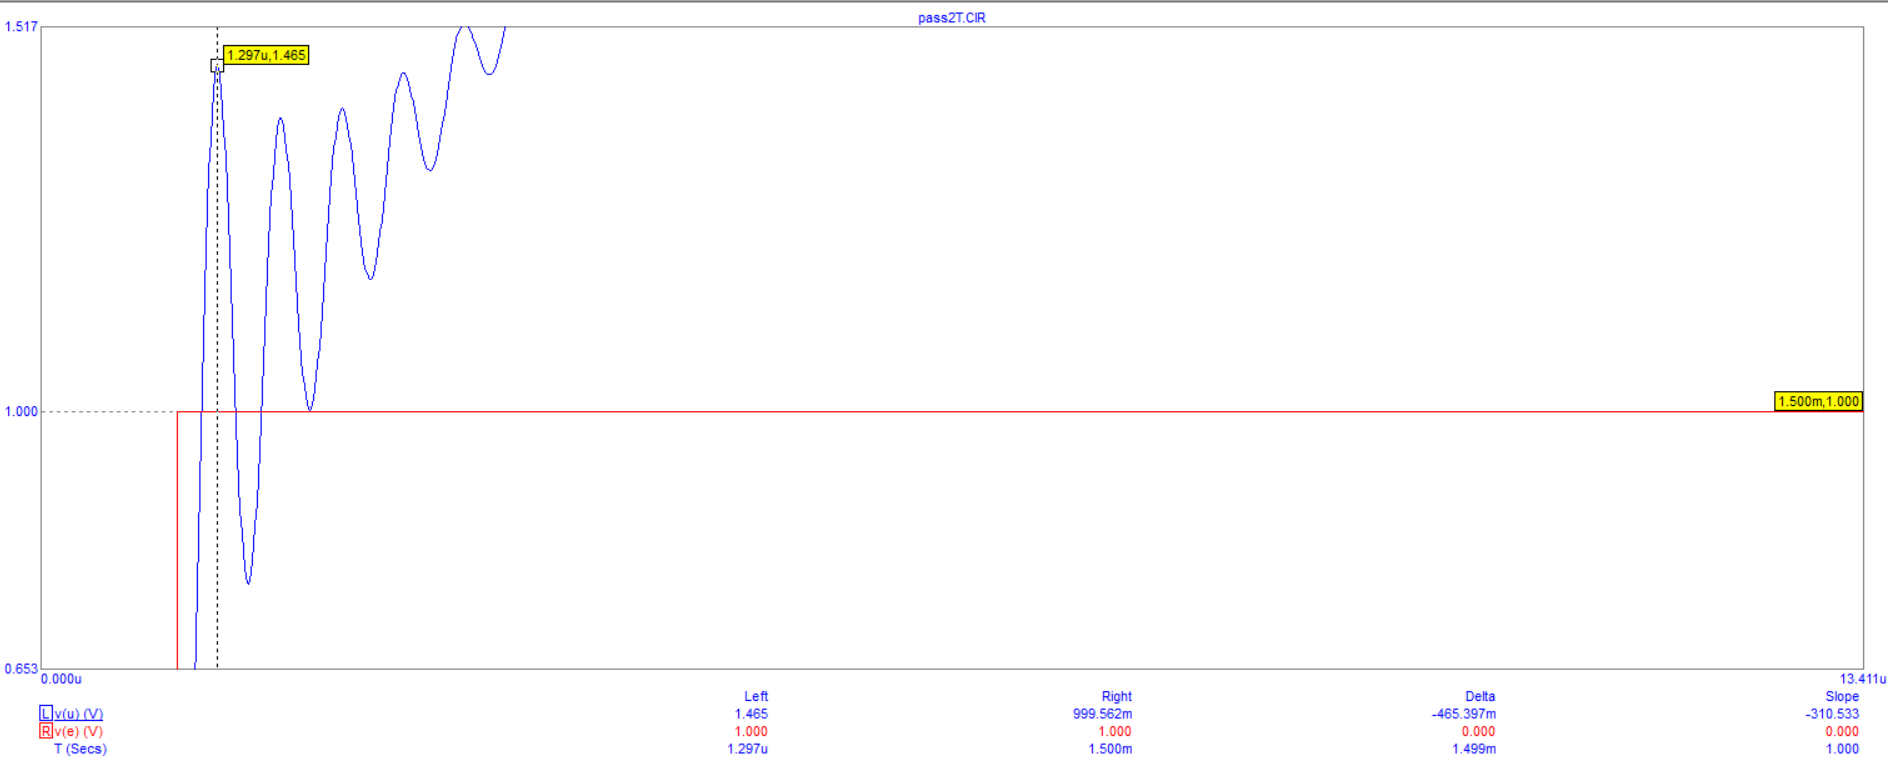 pass2T.CIR
1.517
1.297u,1.465
1.000
1.500m,1.000
0.653
0.000u 13.411u
Left Right Delta Slope
L v(u) (V) 1.465 999.562m -465.397m -310.533
R v(e) (V) 1.000 1.000 0.000 0.000
T (Secs) 1.297u 1.500m 1.499m 1.000